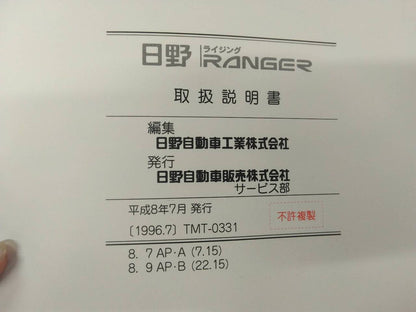 日野 ライジング RANGER
取扱説明書
編集
日野自動車工業株式会社
発行
日野自動車販売株式会社
サービス部
平成8年7月 発行
不許複製
〔1996.7〕 TMT-0331
8. 7 AP・A (7.15)
8. 9 AP・B (22.15)